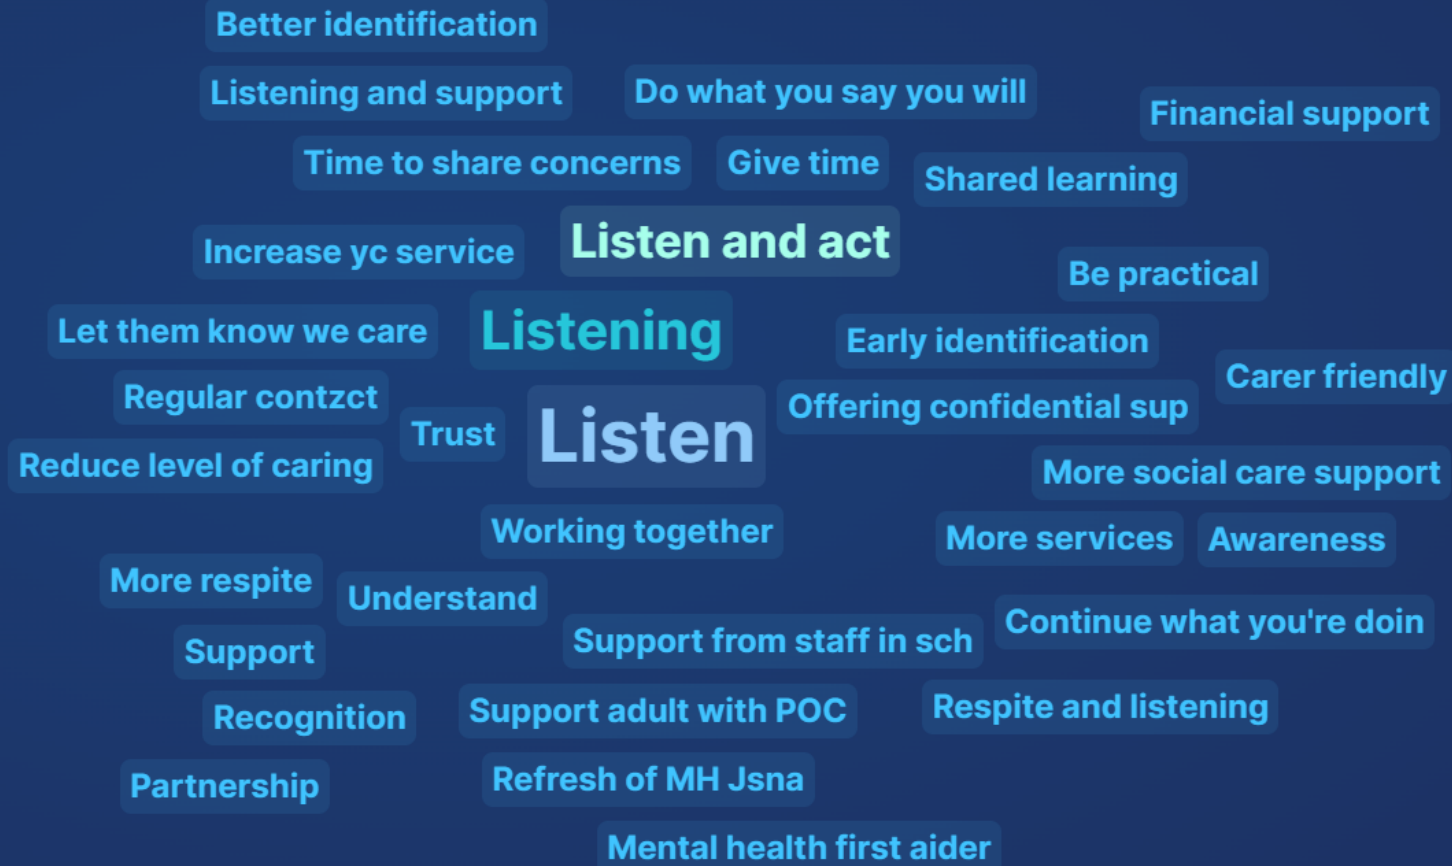 Better identification
Listening and support
Do what you say you will
Financial support
Time to share concerns
Give time
Shared learning
Increase yc service
Listen and act
Be practical
Let them know we care
Listening
Early identification
Carer friendly
Regular contzct
Trust
Listen
Offering confidential sup
Reduce level of caring
More social care support
Working together
More services
Awareness
More respite
Understand
Continue what you're doin
Support
Support from staff in sch
Recognition
Support adult with POC
Respite and listening
Partnership
Refresh of MH Jsna
Mental health first aider